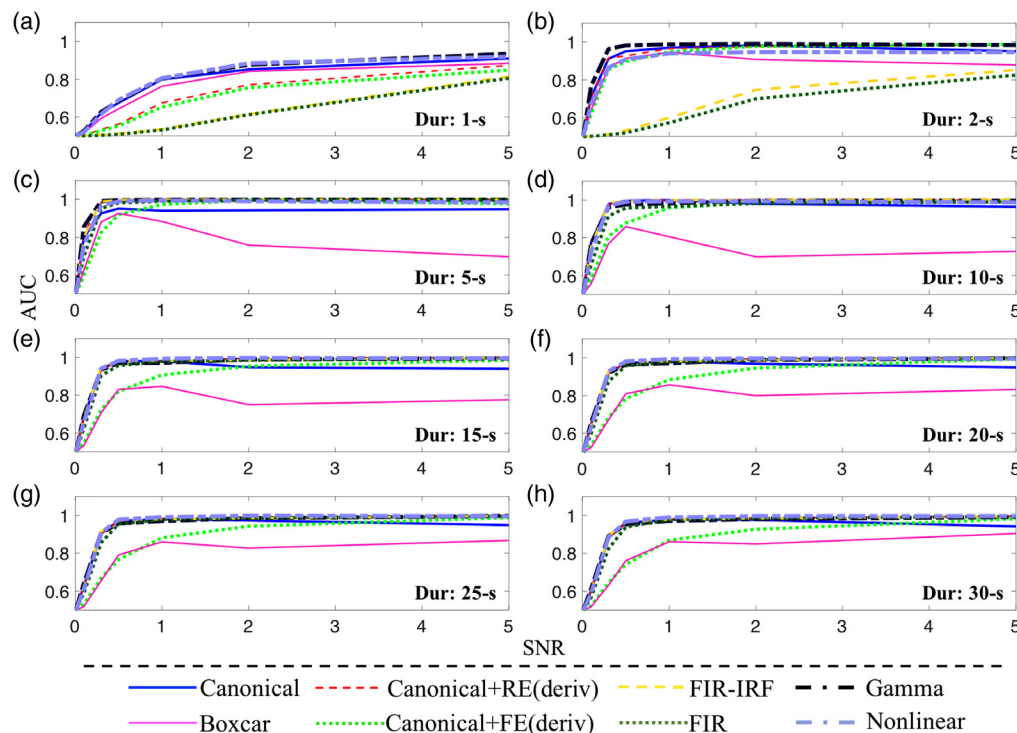 (a) (b)
1 1
0.8 0.8
0.6 Dur: 1-s 0.6 Dur: 2-s
0 1 2 3 4 5 0 1 2 3 4 5
(c) (d)
1 1
0.8 0.8
0.6 Dur: 5-s 0.6 Dur: 10-s
0 1 2 3 4 5 0 1 2 3 4 5
AUC
(e) (f)
1 1
0.8 0.8
0.6 Dur: 15-s 0.6 Dur: 20-s
0 1 2 3 4 5 0 1 2 3 4 5
(g) (h)
1 1
0.8 0.8
0.6 Dur: 25-s 0.6 Dur: 30-s
0 1 2 3 4 5 0 1 2 3 4 5
SNR
Canonical Canonical+RE(deriv) FIR-IRF Gamma
Boxcar Canonical+FE(deriv) FIR Nonlinear